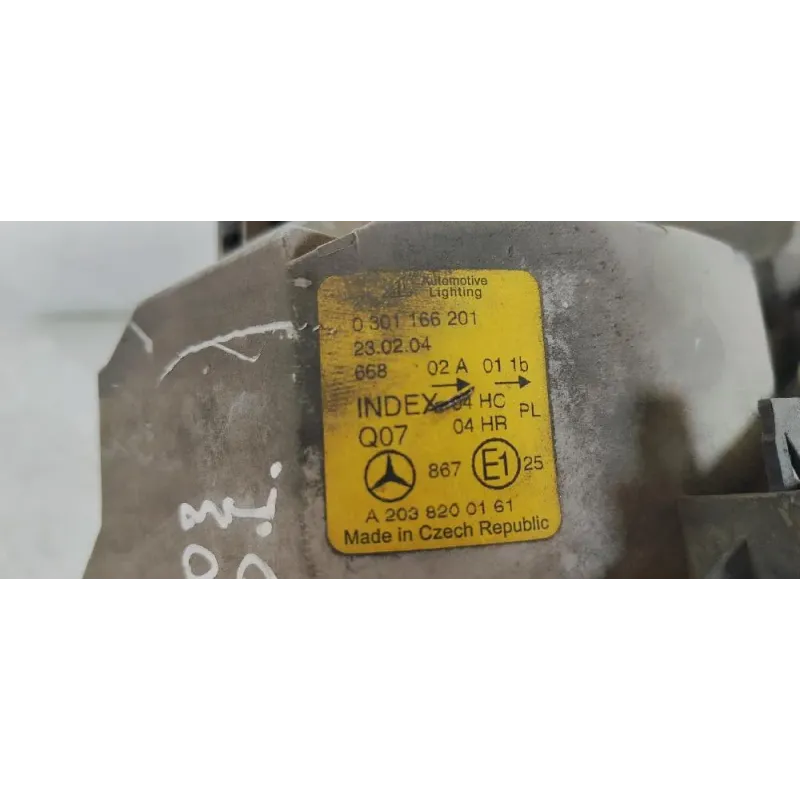 Automotive
Lighting
0 301 166 201
23.02.04
668 02 A 01 1b
INDEX 04 HC PL
Q07 04 HR
867 E1 25
A 203 820 01 61
Made in Czech Republic